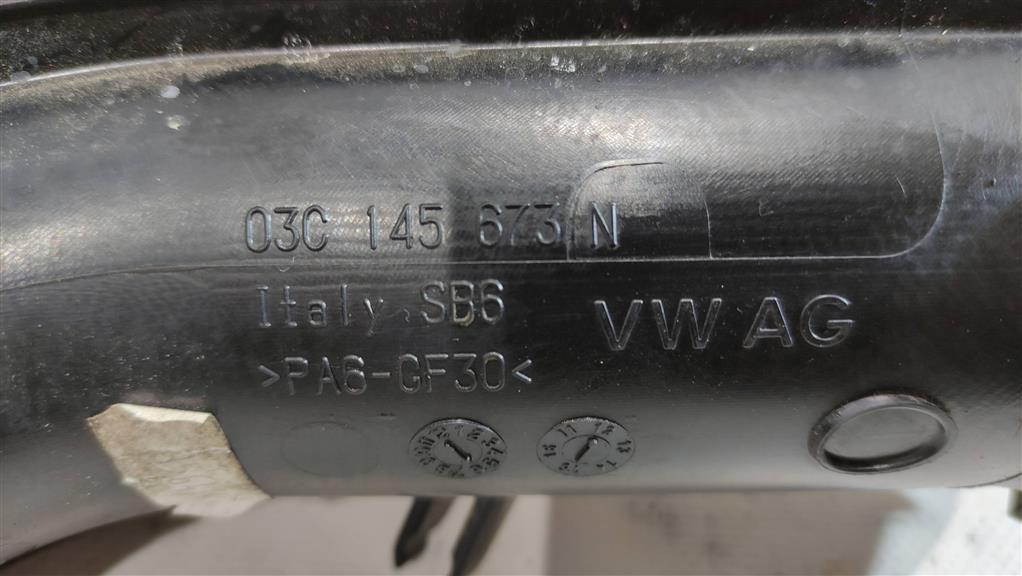 03C 145 673 N
Italy SB6
VW AG
>PA6-GF30<